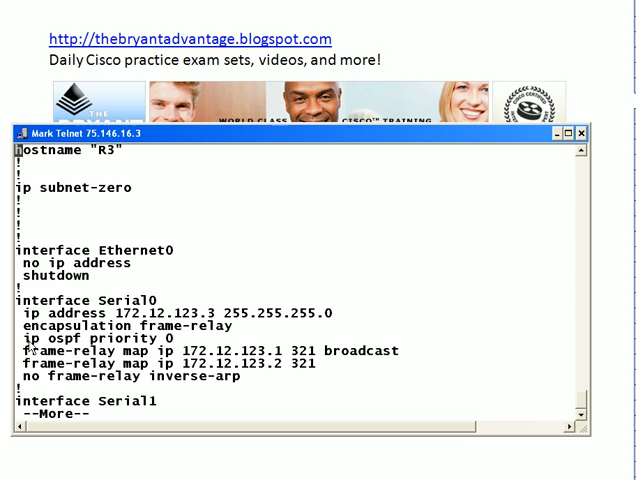 http://thebryantadvantage.blogspot.com
Daily Cisco practice exam sets, videos, and more!
THE
WORLD CLASS CISCO™ TRAINING
CISCO CERTIFIED
Mark Telnet 75.146.16.3
hostname "R3"
!
!
ip subnet-zero
!
!
!
!
interface Ethernet0
no ip address
shutdown
!
interface Serial0
ip address 172.12.123.3 255.255.255.0
encapsulation frame-relay
ip ospf priority 0
frame-relay map ip 172.12.123.1 321 broadcast
frame-relay map ip 172.12.123.2 321
no frame-relay inverse-arp
!
interface Serial1
--More--